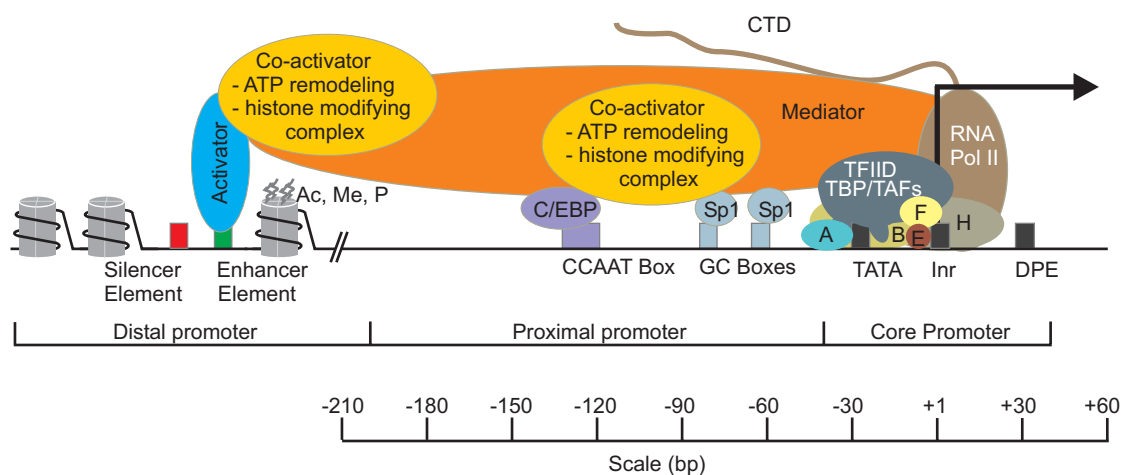 CTD
Co-activator
- ATP remodeling
- histone modifying
complex
Co-activator
- ATP remodeling
- histone modifying
complex
Mediator
RNA
Pol II
Activator
TFIID
TBP/TAFs
Ac, Me, P
C/EBP
Sp1
Sp1
A
B
F
E
H
Silencer
Element
Enhancer
Element
CCAAT Box
GC Boxes
TATA
Inr
DPE
Distal promoter
Proximal promoter
Core Promoter
-210
-180
-150
-120
-90
-60
-30
+1
+30
+60
Scale (bp)